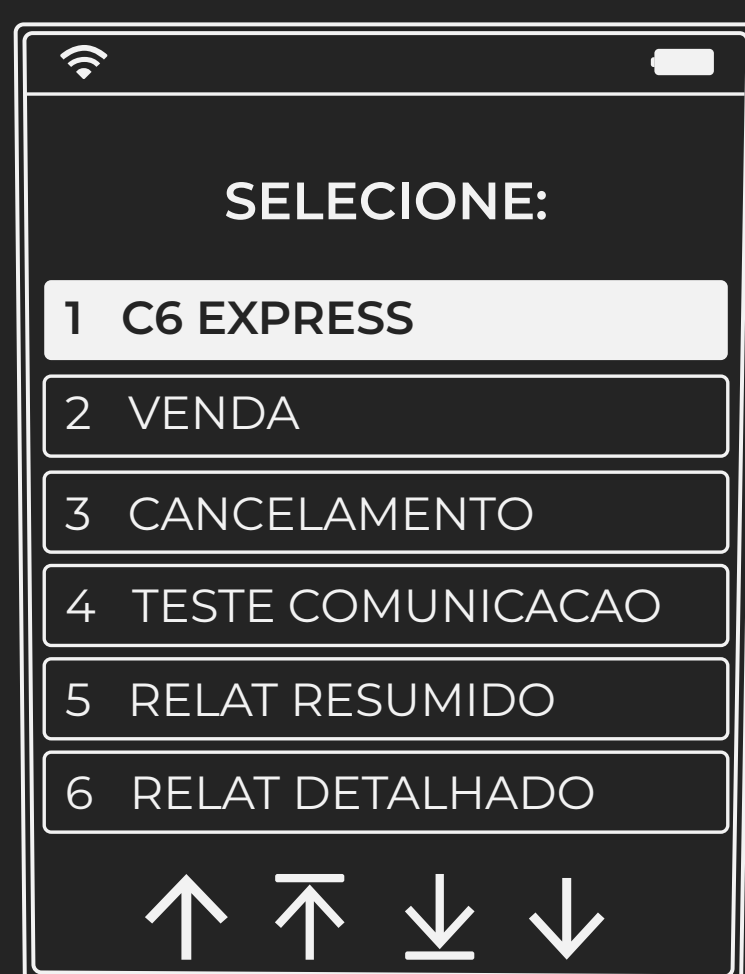 SELECIONE:
1 C6 EXPRESS
2 VENDA
3 CANCELAMENTO
4 TESTE COMUNICACAO
5 RELAT RESUMIDO
6 RELAT DETALHADO